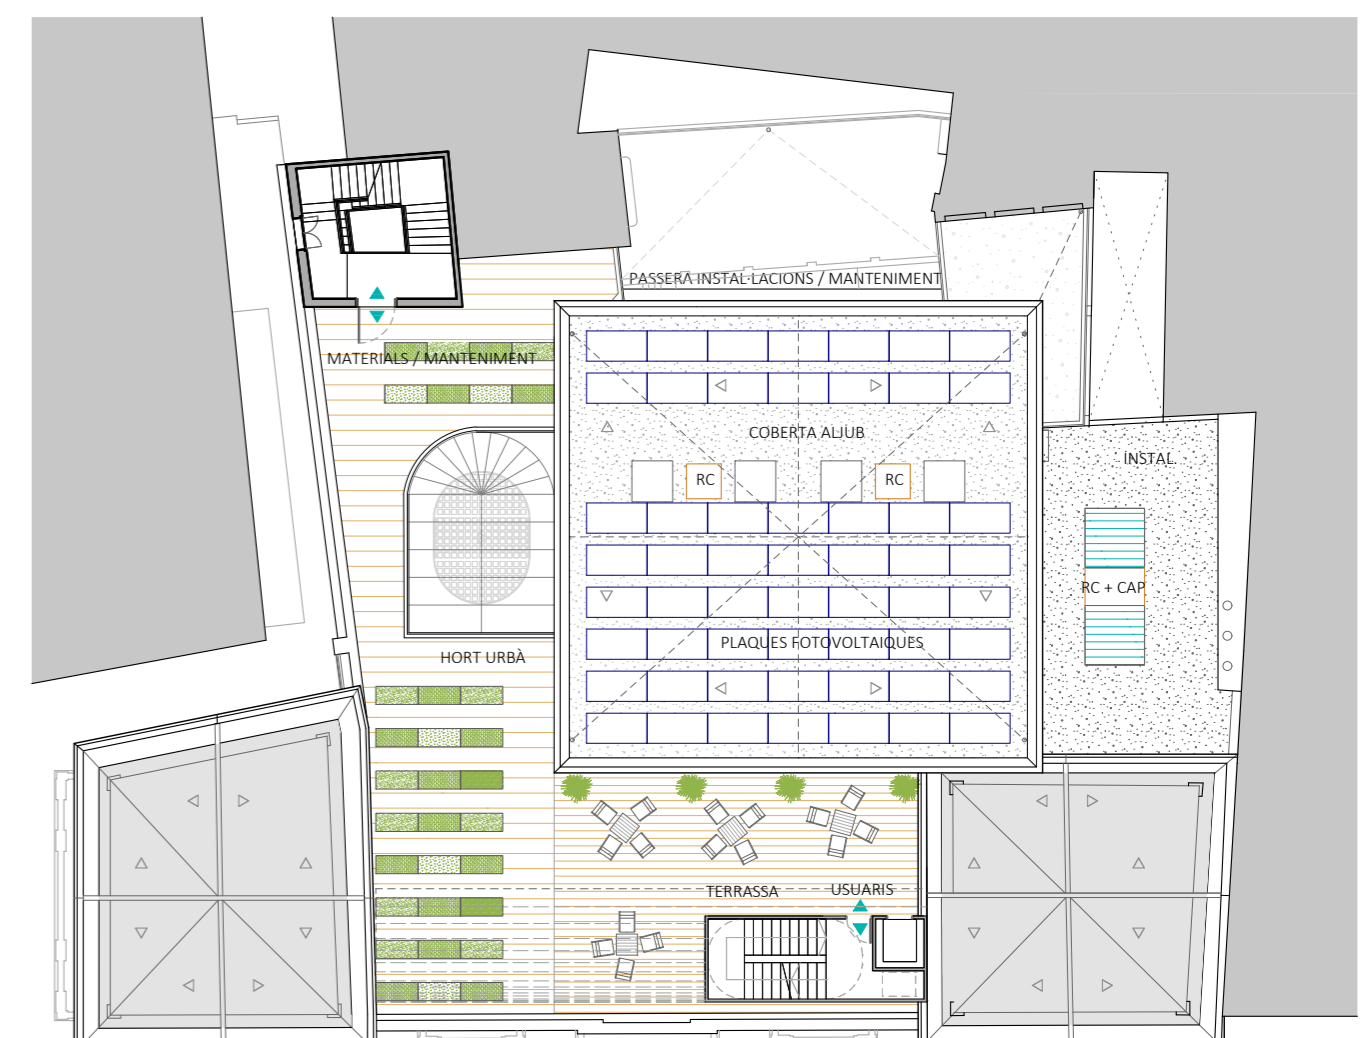 PASSERA INSTAL·LACIONS / MANTENIMENT
MATERIALS / MANTENIMENT
COBERTA ALJUB
INSTAL.
RC
RC
RC + CAP
PLAQUES FOTOVOLTAIQUES
HORT URBÀ
TERRASSA
USUARIS